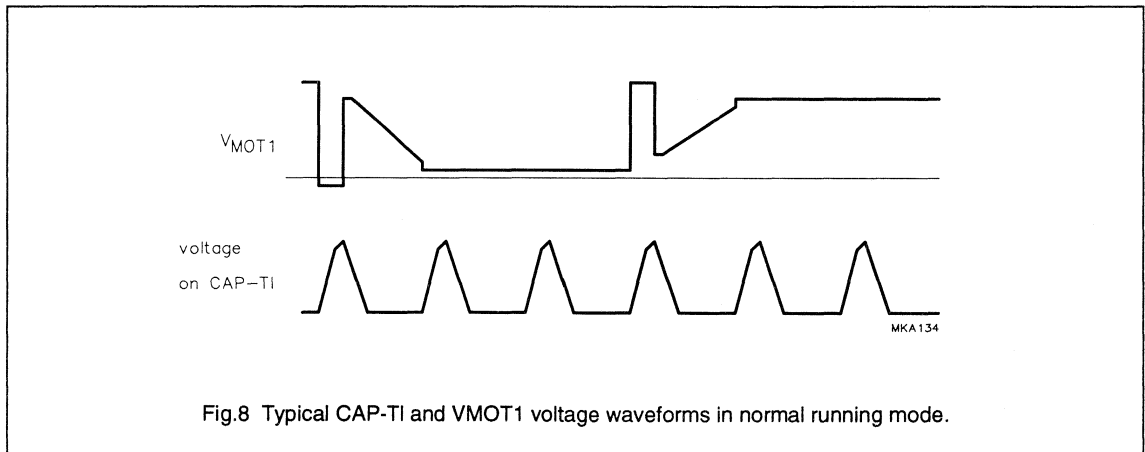 VMOT1
voltage
on CAP-TI
MKA134
Fig.8 Typical CAP-TI and VMOT1 voltage waveforms in normal running mode.